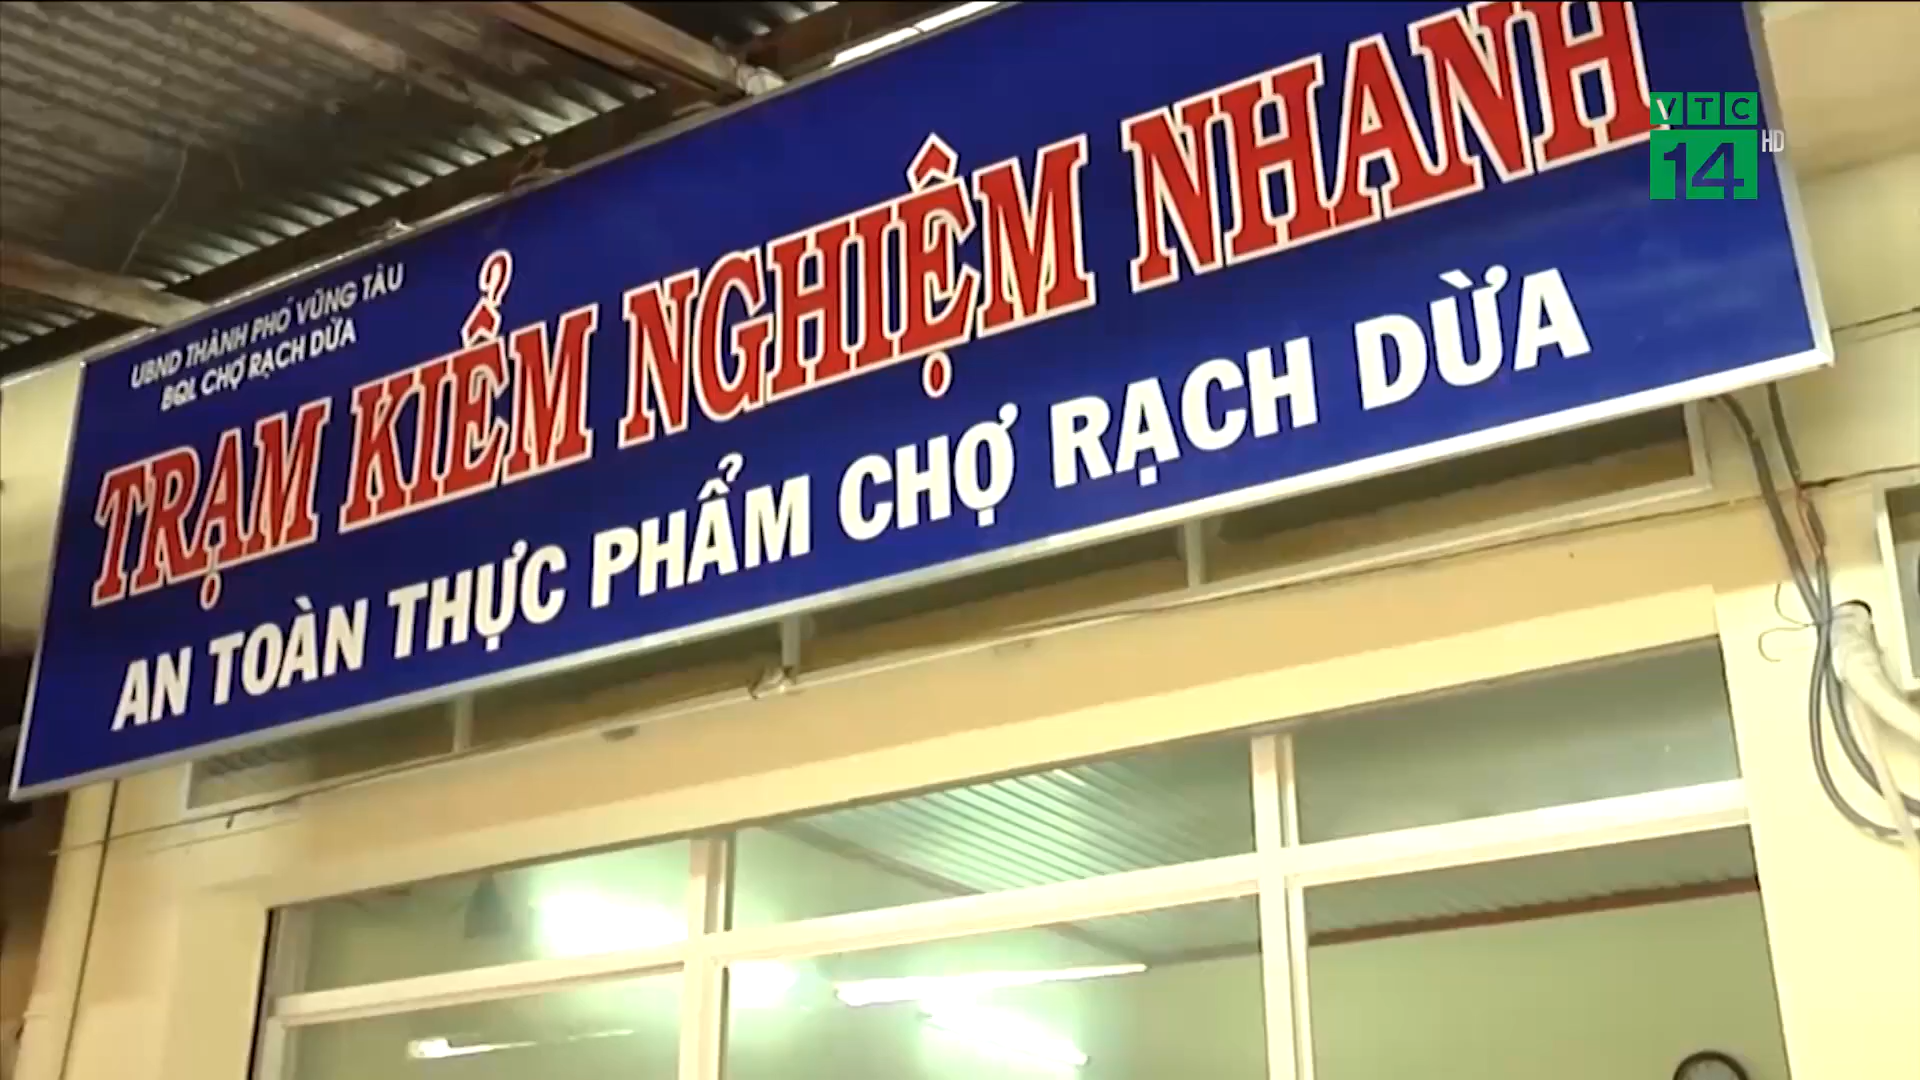 UBND THÀNH PHỐ VŨNG TÀU
BQL CHỢ RẠCH DỪA
TRẠM KIỂM NGHIỆM NHANH
AN TOÀN THỰC PHẨM CHỢ RẠCH DỪA
VTC
14
HD